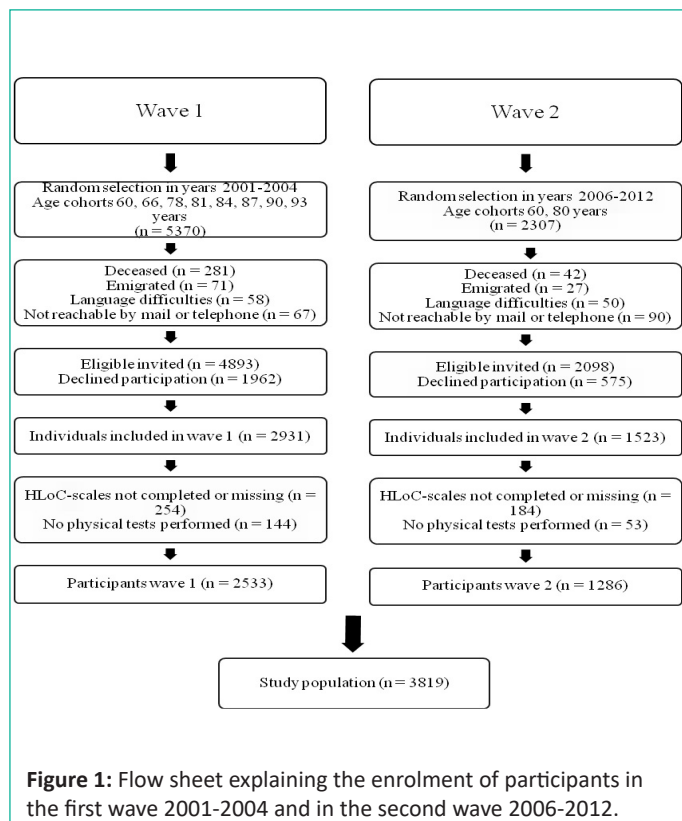 Wave 1
Random selection in years 2001-2004
Age cohorts 60, 66, 78, 81, 84, 87, 90, 93
years
(n = 5370)
Deceased (n = 281)
Emigrated (n = 71)
Language difficulties (n = 58)
Not reachable by mail or telephone (n = 67)
Eligible invited (n = 4893)
Declined participation (n = 1962)
Individuals included in wave 1 (n = 2931)
HLoC-scales not completed or missing (n =
254)
No physical tests performed (n = 144)
Participants wave 1 (n = 2533)
Wave 2
Random selection in years 2006-2012
Age cohorts 60, 80 years
(n = 2307)
Deceased (n = 42)
Emigrated (n = 27)
Language difficulties (n = 50)
Not reachable by mail or telephone (n = 90)
Eligible invited (n = 2098)
Declined participation (n = 575)
Individuals included in wave 2 (n = 1523)
HLoC-scales not completed or missing (n =
184)
No physical tests performed (n = 53)
Participants wave 2 (n = 1286)
Study population (n = 3819)
Figure 1: Flow sheet explaining the enrolment of participants in
the first wave 2001-2004 and in the second wave 2006-2012.